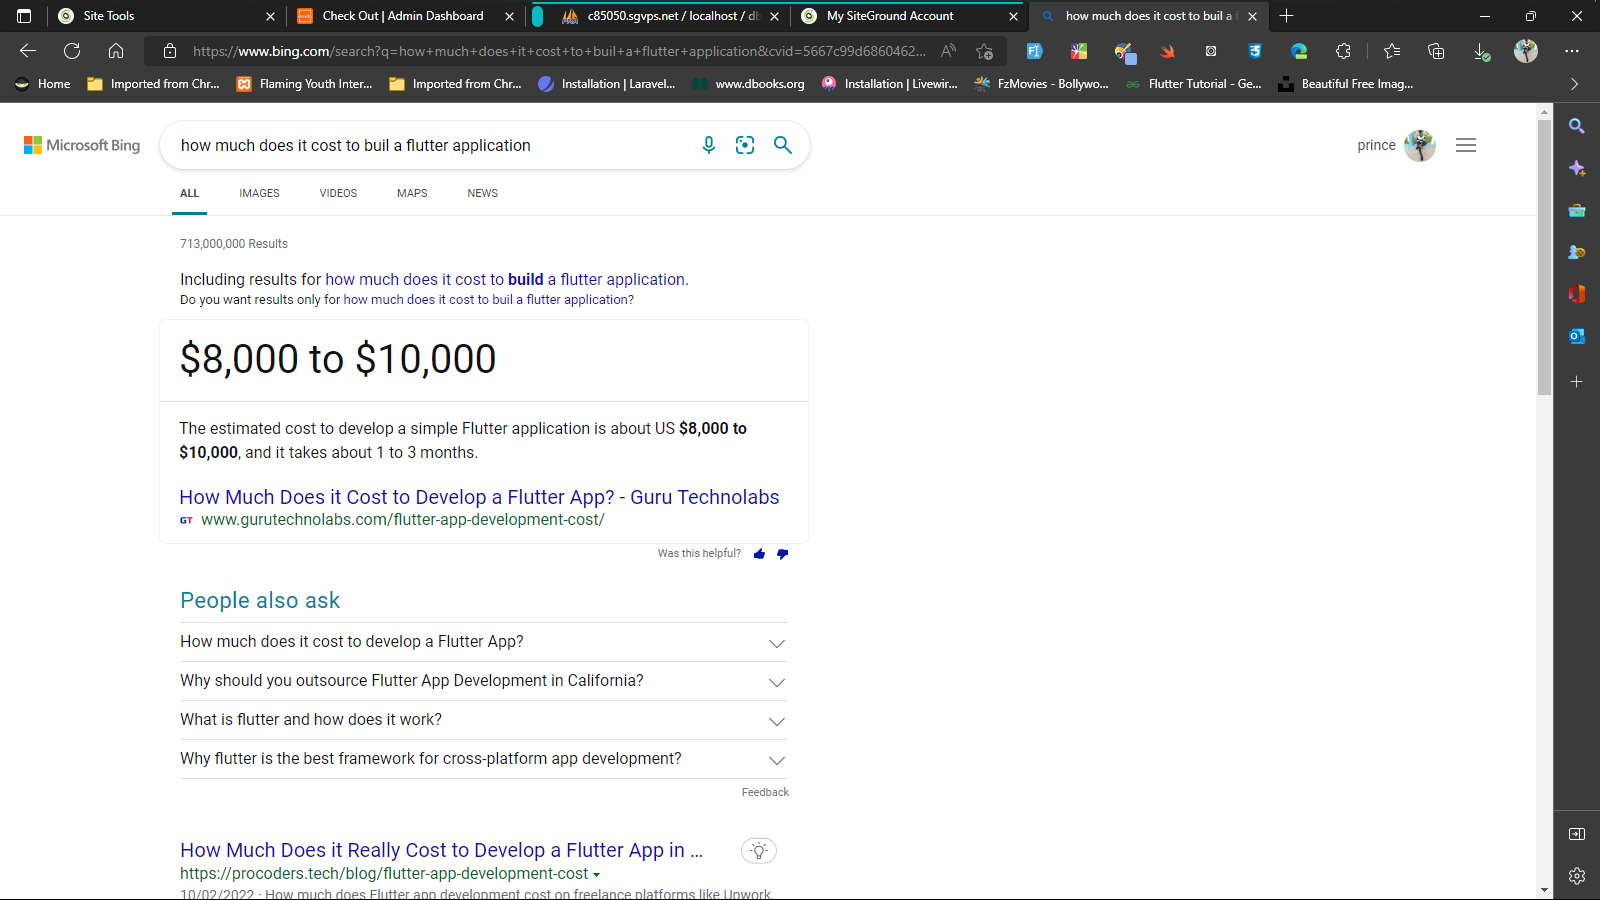 Site Tools
Check Out | Admin Dashboard
c85050.sgvps.net / localhost / db
My SiteGround Account
how much does it cost to buil a f
https://www.bing.com/search?q=how+much+does+it+cost+to+buil+a+flutter+application&cvid=5667c99d6860462...
Home
Imported from Chr...
Flaming Youth Inter...
Imported from Chr...
Installation | Laravel...
www.dbooks.org
Installation | Livewir...
FzMovies - Bollywo...
Flutter Tutorial - Ge...
Beautiful Free Imag...
Microsoft Bing
how much does it cost to buil a flutter application
prince
ALL
IMAGES
VIDEOS
MAPS
NEWS
713,000,000 Results
Including results for how much does it cost to build a flutter application.
Do you want results only for how much does it cost to buil a flutter application?
$8,000 to $10,000
The estimated cost to develop a simple Flutter application is about US $8,000 to
$10,000, and it takes about 1 to 3 months.
How Much Does it Cost to Develop a Flutter App? - Guru Technolabs
GT www.gurutechnolabs.com/flutter-app-development-cost/
Was this helpful?
People also ask
How much does it cost to develop a Flutter App?
Why should you outsource Flutter App Development in California?
What is flutter and how does it work?
Why flutter is the best framework for cross-platform app development?
Feedback
How Much Does it Really Cost to Develop a Flutter App in ...
https://procoders.tech/blog/flutter-app-development-cost
10/02/2022 · How much does Flutter app development cost on freelance platforms like Upwork,